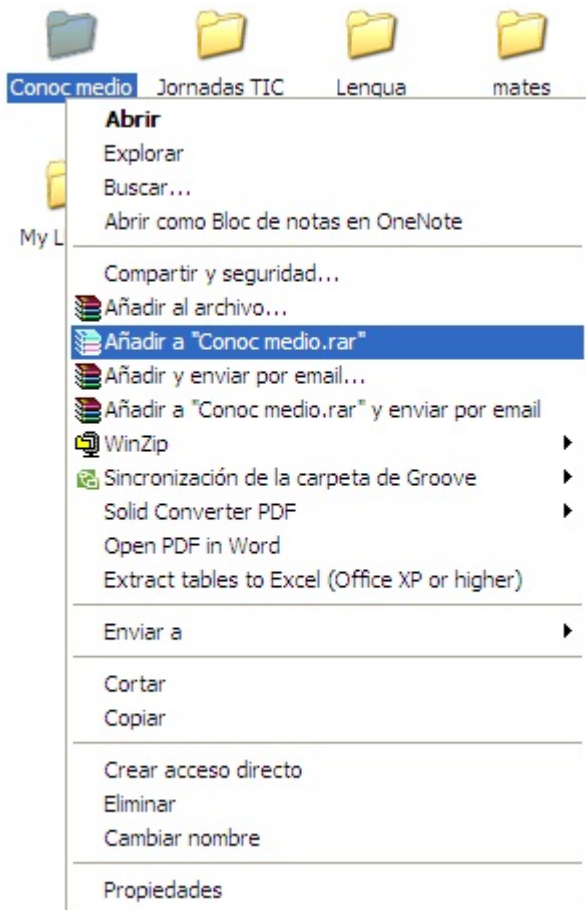 Conoc medio Jornadas TIC Lengua mates
Abrir
Explorar
Buscar...
Abrir como Bloc de notas en OneNote
My L
Compartir y seguridad...
Añadir al archivo...
Añadir a "Conoc medio.rar"
Añadir y enviar por email...
Añadir a "Conoc medio.rar" y enviar por email
WinZip
Sincronización de la carpeta de Groove
Solid Converter PDF
Open PDF in Word
Extract tables to Excel (Office XP or higher)
Enviar a
Cortar
Copiar
Crear acceso directo
Eliminar
Cambiar nombre
Propiedades